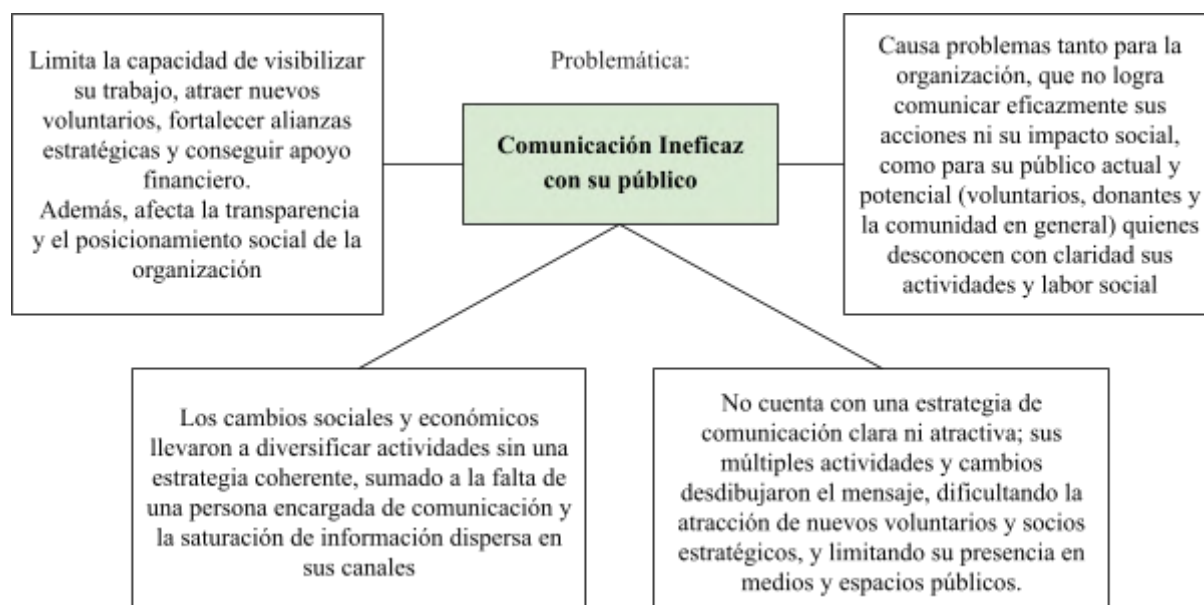 Problemática:
Comunicación Ineficaz
con su público
Limita la capacidad de visibilizar
su trabajo, atraer nuevos
voluntarios, fortalecer alianzas
estratégicas y conseguir apoyo
financiero.
Además, afecta la transparencia
y el posicionamiento social de la
organización
Causa problemas tanto para la
organización, que no logra
comunicar eficazmente sus
acciones ni su impacto social,
como para su público actual y
potencial (voluntarios, donantes y
la comunidad en general) quienes
desconocen con claridad sus
actividades y labor social
Los cambios sociales y económicos
llevaron a diversificar actividades sin una
estrategia coherente, sumado a la falta de
una persona encargada de comunicación y
la saturación de información dispersa en
sus canales
No cuenta con una estrategia de
comunicación clara ni atractiva; sus
múltiples actividades y cambios
desdibujaron el mensaje, dificultando la
atracción de nuevos voluntarios y socios
estratégicos, y limitando su presencia en
medios y espacios públicos.